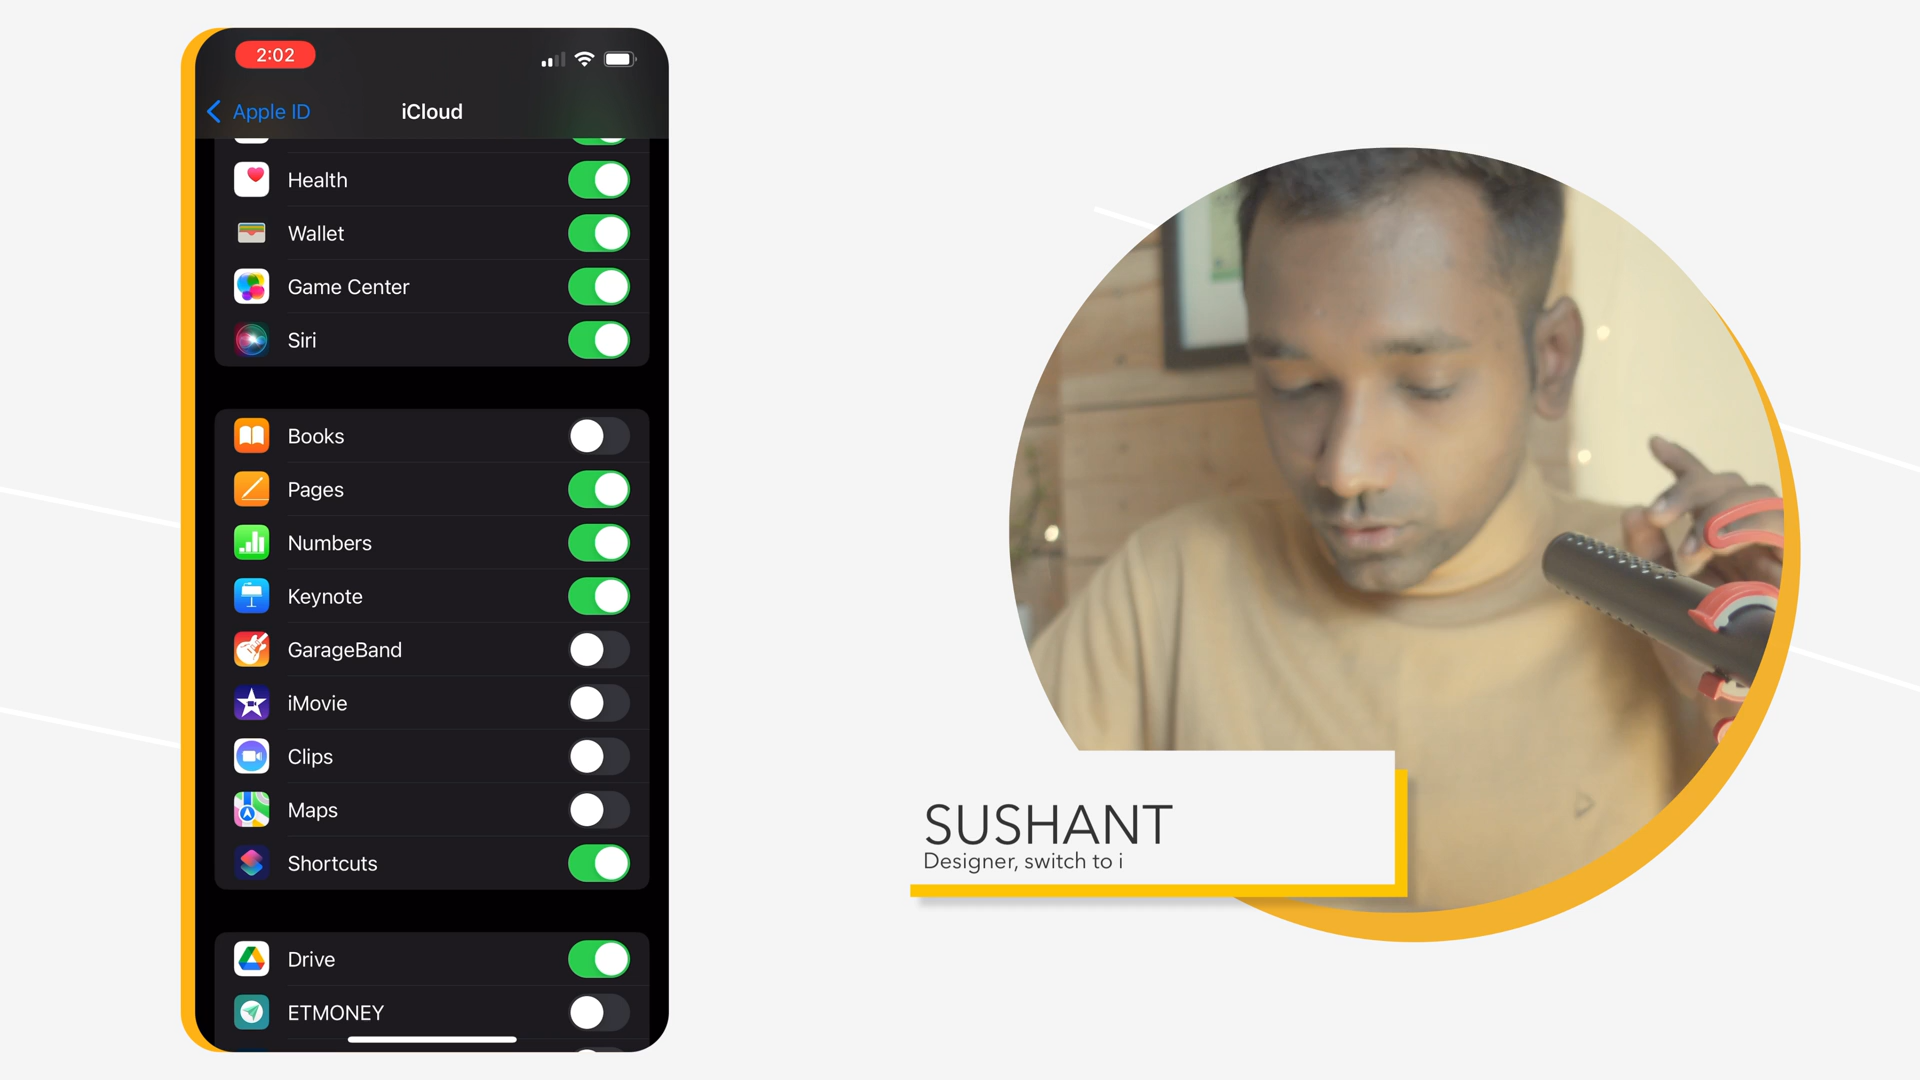 2:02
Apple ID
iCloud
Health
Wallet
Game Center
Siri
Books
Pages
Numbers
Keynote
GarageBand
iMovie
Clips
Maps
Shortcuts
Drive
ETMONEY
SUSHANT
Designer, switch to i